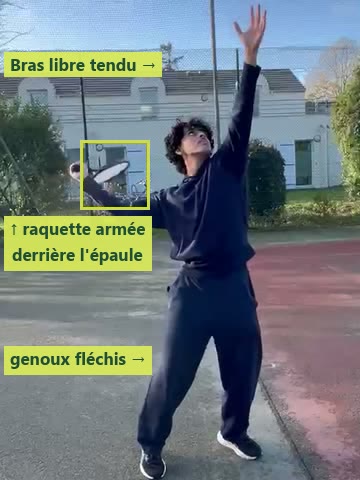 Bras libre tendu →
↑ raquette armée
derrière l'épaule
genoux fléchis →